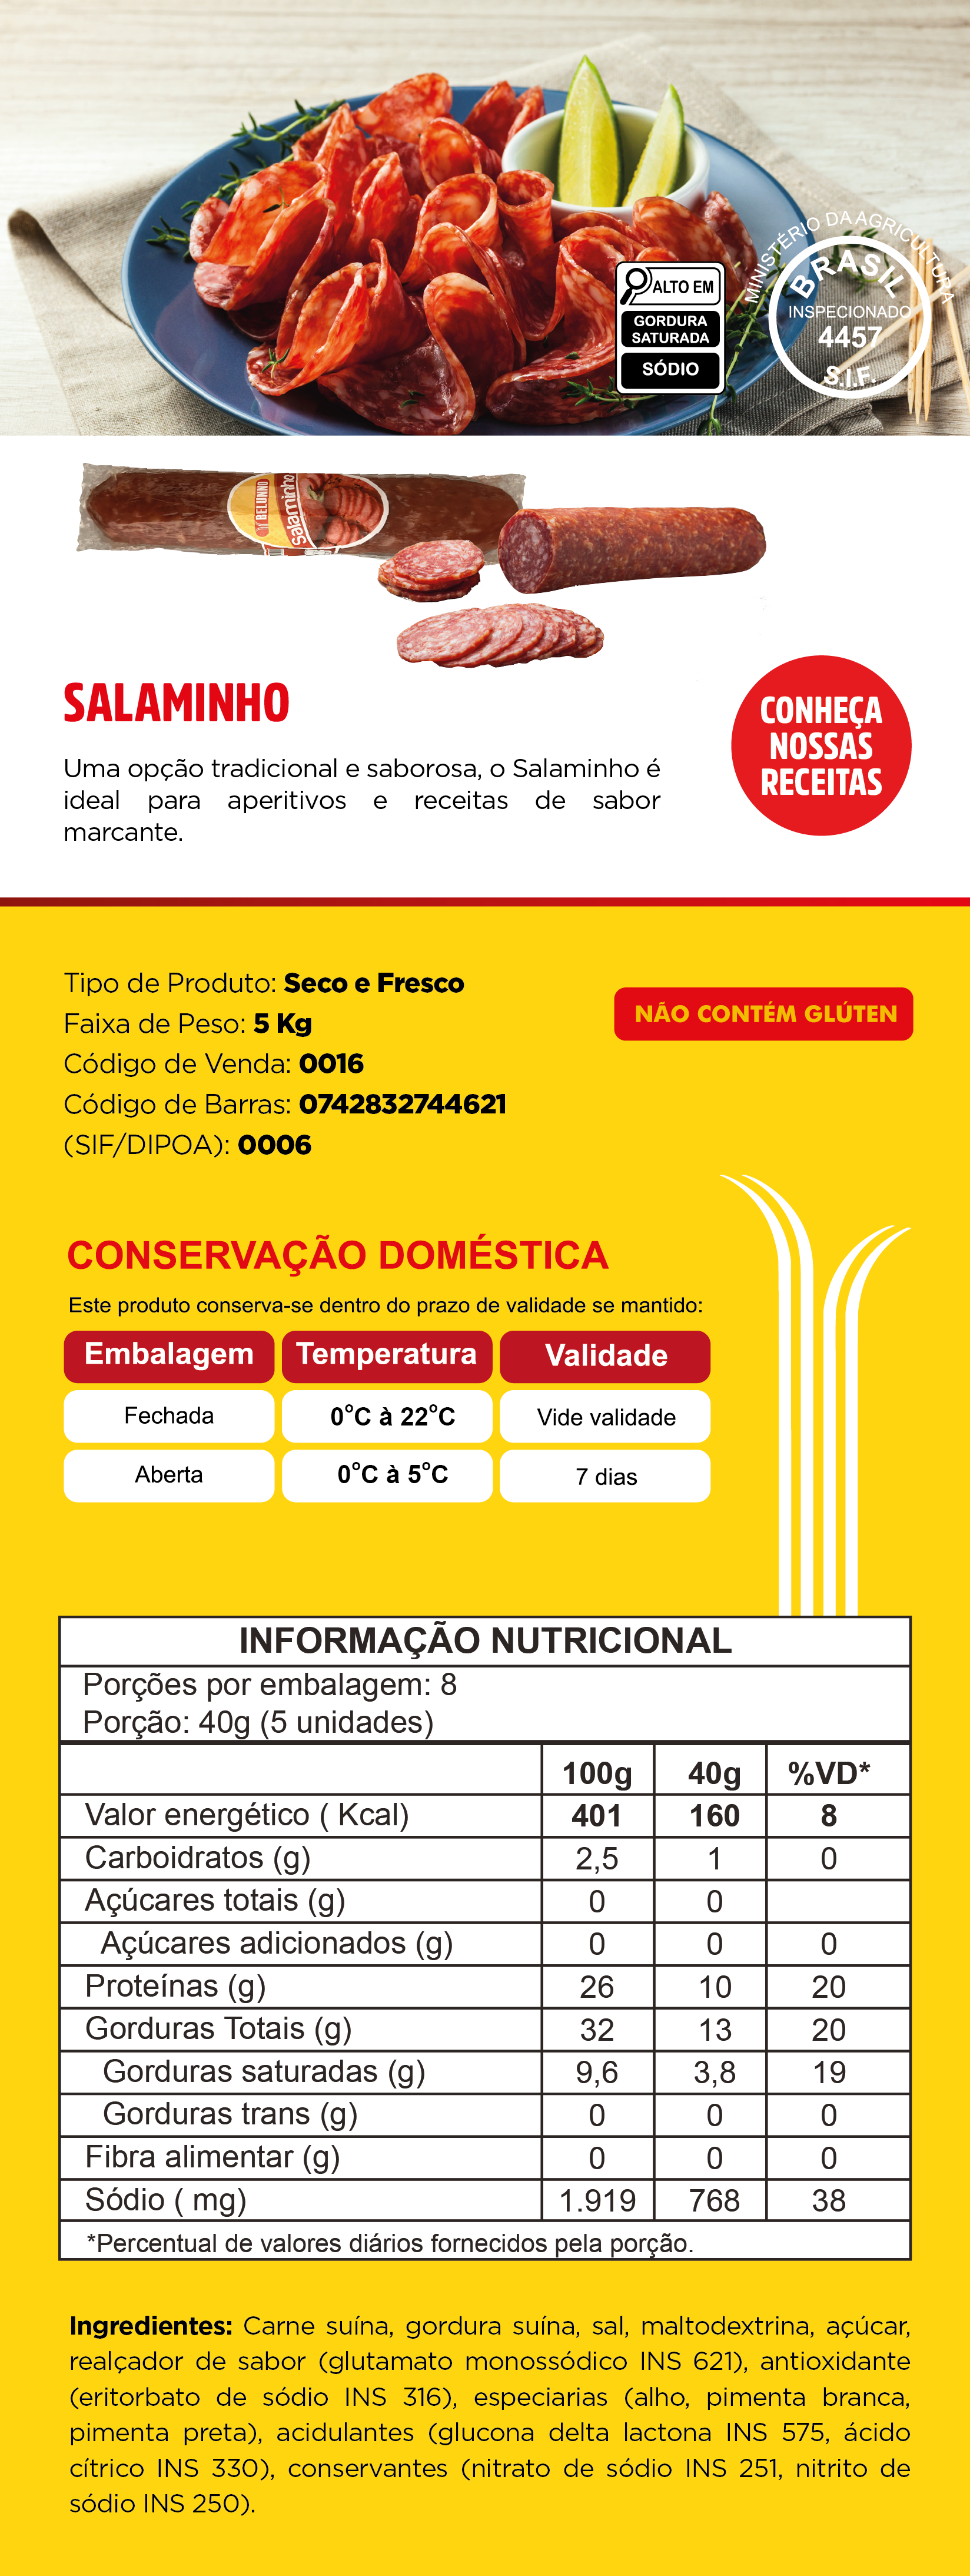 MINISTÉRIO DA AGRICULTURA
BRASIL
INSPECIONADO
4457
S.I.F.
ALTO EM
GORDURA
SATURADA
SÓDIO
BELUNNO
Salaminho
SALAMINHO
Uma opção tradicional e saborosa, o Salaminho é
ideal para aperitivos e receitas de sabor
marcante.
CONHEÇA
NOSSAS
RECEITAS
Tipo de Produto: Seco e Fresco
Faixa de Peso: 5 Kg
Código de Venda: 0016
Código de Barras: 0742832744621
(SIF/DIPOA): 0006
NÃO CONTÉM GLÚTEN
CONSERVAÇÃO DOMÉSTICA
Este produto conserva-se dentro do prazo de validade se mantido:
Embalagem Temperatura Validade
Fechada 0°C à 22°C Vide validade
Aberta 0°C à 5°C 7 dias
INFORMAÇÃO NUTRICIONAL
Porções por embalagem: 8
Porção: 40g (5 unidades)
100g 40g %VD*
Valor energético ( Kcal) 401 160 8
Carboidratos (g) 2,5 1 0
Açúcares totais (g) 0 0
Açúcares adicionados (g) 0 0 0
Proteínas (g) 26 10 20
Gorduras Totais (g) 32 13 20
Gorduras saturadas (g) 9,6 3,8 19
Gorduras trans (g) 0 0 0
Fibra alimentar (g) 0 0 0
Sódio ( mg) 1.919 768 38
*Percentual de valores diários fornecidos pela porção.
Ingredientes: Carne suína, gordura suína, sal, maltodextrina, açúcar,
realçador de sabor (glutamato monossódico INS 621), antioxidante
(eritorbato de sódio INS 316), especiarias (alho, pimenta branca,
pimenta preta), acidulantes (glucona delta lactona INS 575, ácido
cítrico INS 330), conservantes (nitrato de sódio INS 251, nitrito de
sódio INS 250).